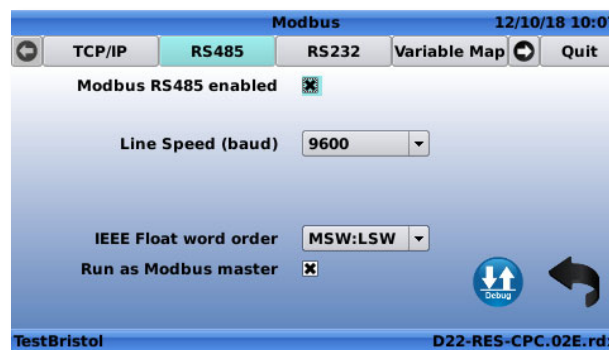 Modbus 12/10/18 10:0
TCP/IP RS485 RS232 Variable Map Quit
Modbus RS485 enabled
Line Speed (baud) 9600
IEEE Float word order MSW:LSW
Run as Modbus master
Debug
TestBristol D22-RES-CPC.02E.rd